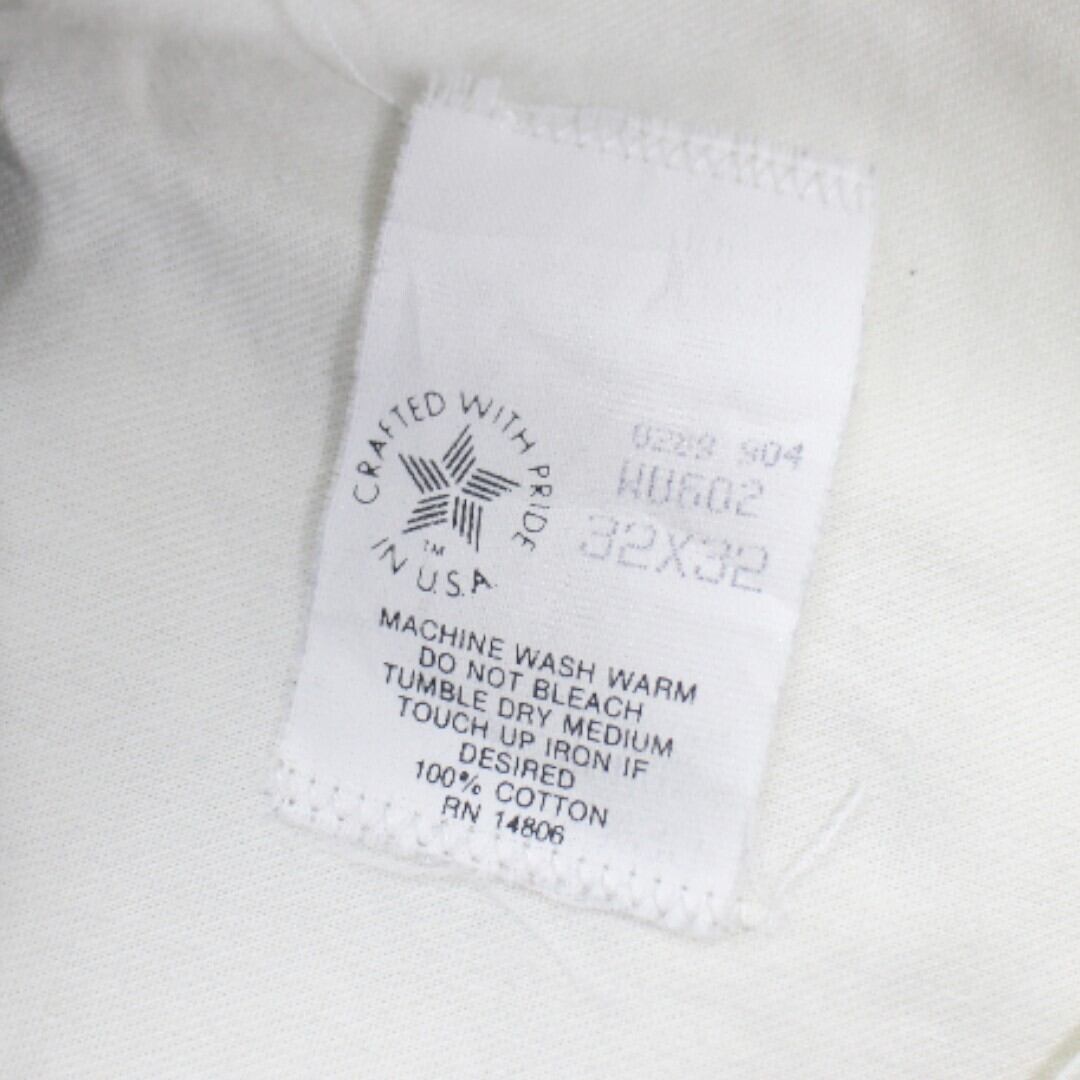 CRAFTED WITH PRIDE
IN U.S.A.
TM
0289 904
WU602
32X32
MACHINE WASH WARM
DO NOT BLEACH
TUMBLE DRY MEDIUM
TOUCH UP IRON IF
DESIRED
100% COTTON
RN 14806